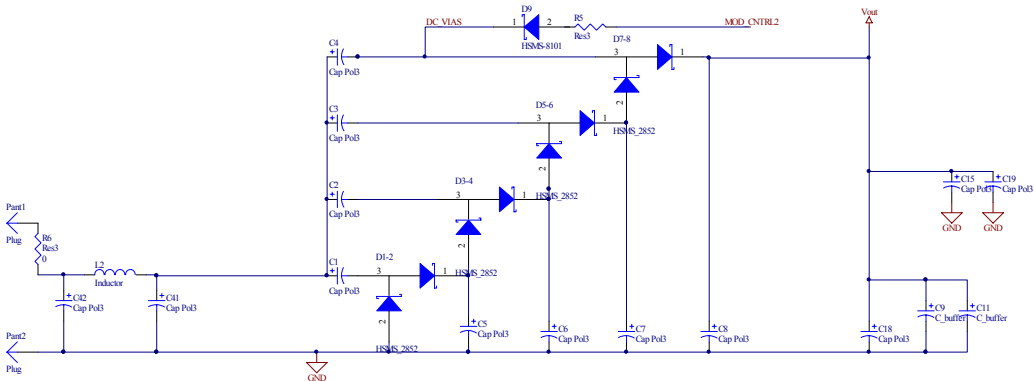 D9
DC_VIAS
1
2
R5
Res3
MOD_CNTRL2
HSMS-8101
Vout
C4
Cap Pol3
D7-8
3
1
2
HSMS_2852
C3
Cap Pol3
D5-6
3
1
2
HSMS_2852
C2
Cap Pol3
D3-4
3
1
2
HSMS_2852
C15
Cap Pol3
C19
Cap Pol3
GND
GND
Pant1
Plug
R6
Res3
0
L2
Inductor
C1
Cap Pol3
D1-2
3
1
2
HSMS_2852
C42
Cap Pol3
C41
Cap Pol3
C5
Cap Pol3
C6
Cap Pol3
C7
Cap Pol3
C8
Cap Pol3
C18
Cap Pol3
C9
C_buffer
C11
C_buffer
Pant2
Plug
GND